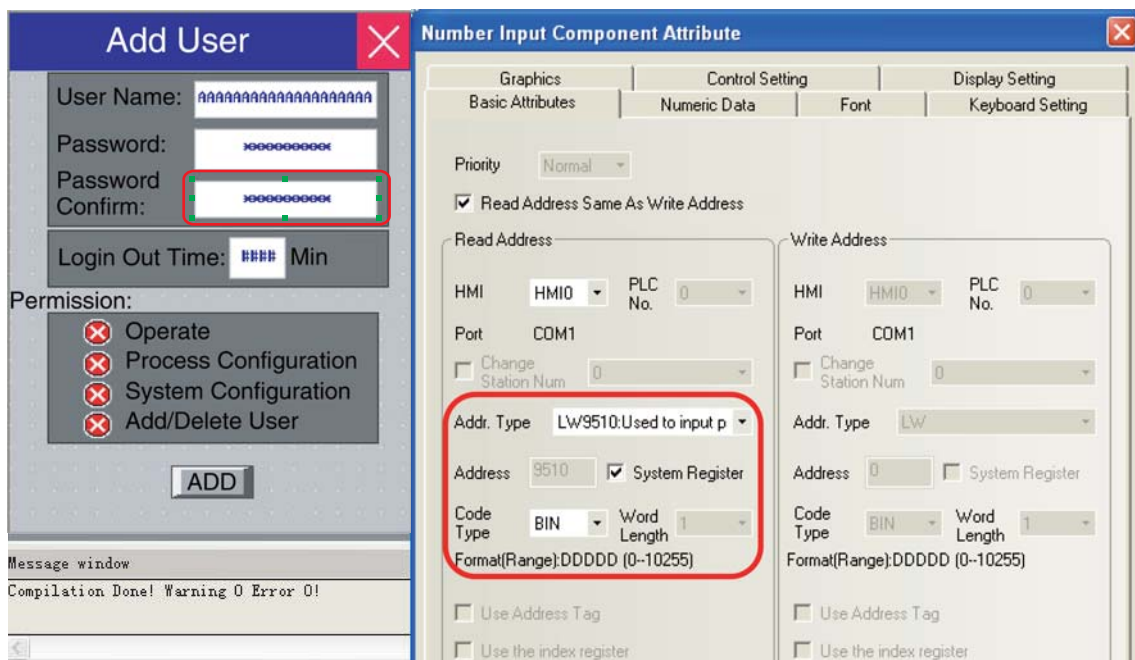 Add User
User Name: AAAAAAAAAAAAAAAAAAAA
Password: **********
Password
Confirm: **********
Login Out Time: #### Min
Permission:
Operate
Process Configuration
System Configuration
Add/Delete User
ADD
Message window
Compilation Done! Warning 0 Error 0!
Number Input Component Attribute
Graphics Control Setting Display Setting
Basic Attributes Numeric Data Font Keyboard Setting
Priority Normal
Read Address Same As Write Address
Read Address
HMI HMI0 PLC No. 0
Port COM1
Change Station Num 0
Addr. Type LW9510:Used to input p
Address 9510 System Register
Code Type BIN Word Length 1
Format(Range):DDDDD (0--10255)
Use Address Tag
Use the index register
Write Address
HMI HMI0 PLC No. 0
Port COM1
Change Station Num 0
Addr. Type LW
Address 0 System Register
Code Type BIN Word Length 1
Format(Range):DDDDD (0--10255)
Use Address Tag
Use the index register